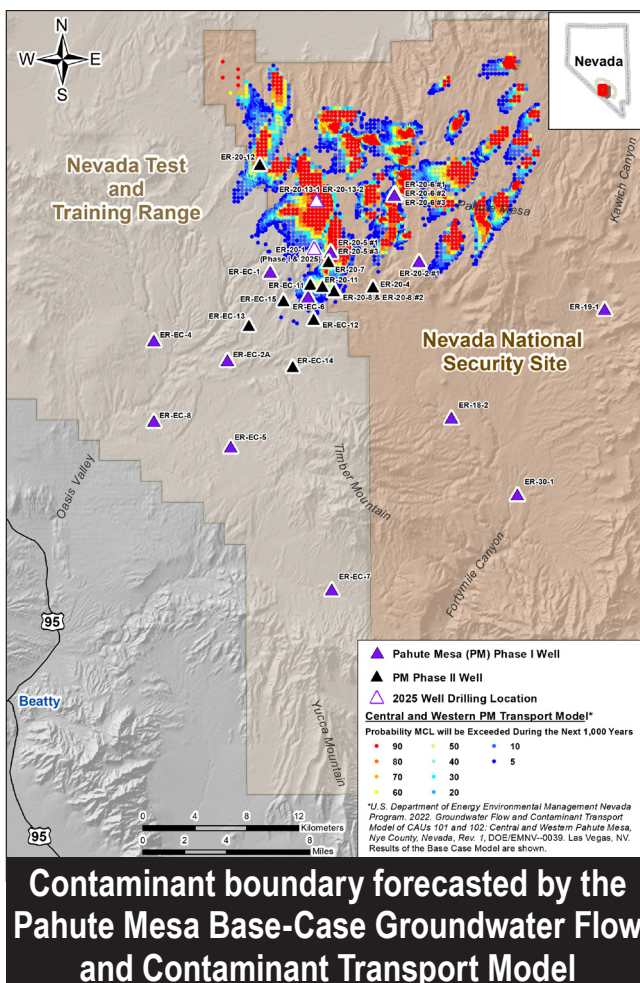 N
W
E
S
Nevada
Nevada Test
and
Training Range
Kawich Canyon
ER-20-12
ER-20-6 #1
ER-20-6 #2
ER-20-6 #3
ER-20-13-1
ER-20-13-2
Pahute Mesa
ER-20-1
(Phase I & 2025)
ER-20-5 #1
ER-20-5 #3
ER-20-7
ER-20-2 #1
ER-EC-1
ER-EC-11
ER-20-11
ER-20-4
ER-20-8 & ER-20-8 #2
ER-EC-15
ER-EC-6
ER-19-1
ER-EC-13
ER-EC-12
ER-EC-4
Nevada National
Security Site
ER-EC-2A
ER-EC-14
ER-EC-8
ER-18-2
ER-EC-5
Oasis Valley
Timber Mountain
ER-30-1
Fortymile Canyon
ER-EC-7
95
Beatty
Yucca Mountain
95
Pahute Mesa (PM) Phase I Well
PM Phase II Well
2025 Well Drilling Location
Central and Western PM Transport Model*
Probability MCL will be Exceeded During the Next 1,000 Years
90 50 10
80 40 5
70 30
60 20
*U.S. Department of Energy Environmental Management Nevada
Program. 2022. Groundwater Flow and Contaminant Transport
Model of CAUs 101 and 102: Central and Western Pahute Mesa,
Nye County, Nevada, Rev. 1, DOE/EMNV--0039. Las Vegas, NV.
Results of the Base Case Model are shown.
0 3 6 12
Kilometers
0 2 4 8
Miles
Contaminant boundary forecasted by the
Pahute Mesa Base-Case Groundwater Flow
and Contaminant Transport Model